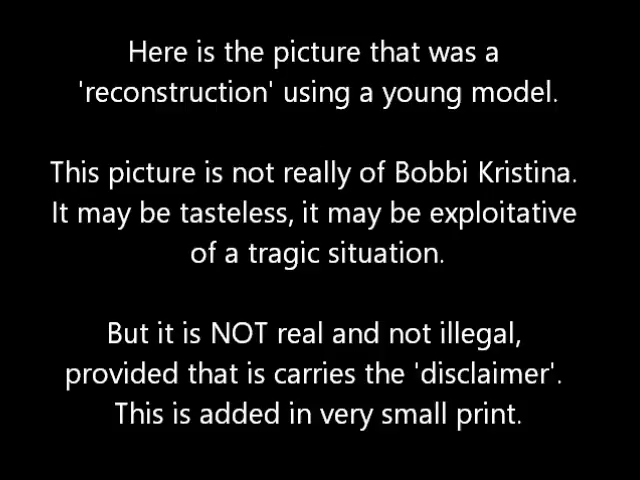 Here is the picture that was a
'reconstruction' using a young model.
This picture is not really of Bobbi Kristina.
It may be tasteless, it may be exploitative
of a tragic situation.
But it is NOT real and not illegal,
provided that is carries the 'disclaimer'.
This is added in very small print.